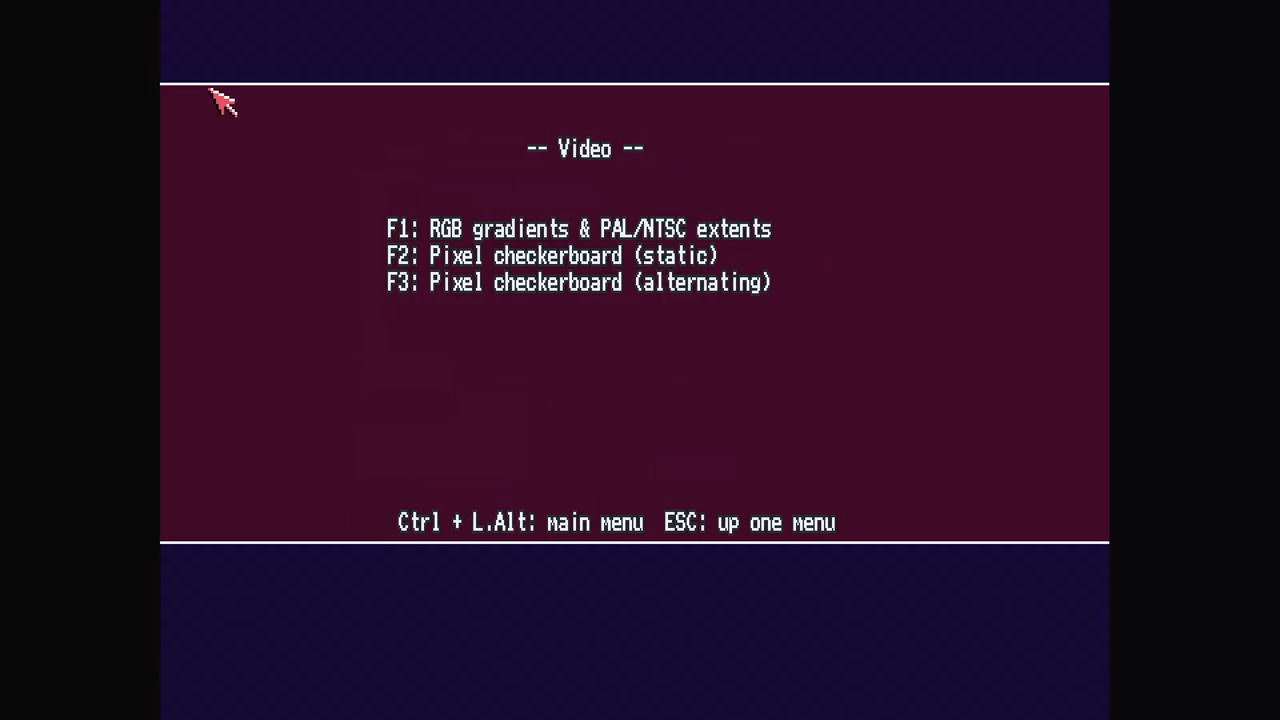 -- Video --
F1: RGB gradients & PAL/NTSC extents
F2: Pixel checkerboard (static)
F3: Pixel checkerboard (alternating)
Ctrl + L.Alt: main menu  ESC: up one menu